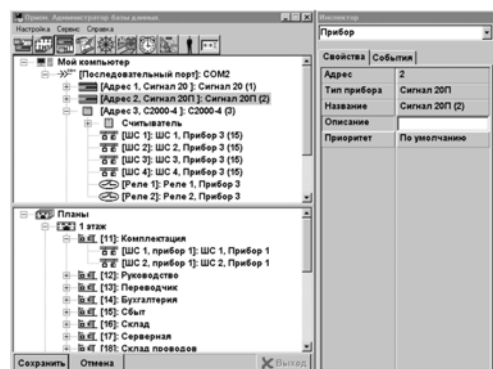 Орион. Администратор базы данных
Настройка Сервис Справка
Мой компьютер
[Последовательный порт]: COM2
[Адрес 1, Сигнал 20 ]: Сигнал 20 (1)
[Адрес 2, Сигнал 20П ]: Сигнал 20П (2)
[Адрес 3, С2000-4 ]: С2000-4 (3)
Считыватель
[ШС 1]: ШС 1, Прибор 3 (15)
[ШС 2]: ШС 2, Прибор 3 (15)
[ШС 3]: ШС 3, Прибор 3 (15)
[ШС 4]: ШС 4, Прибор 3 (15)
[Реле 1]: Реле 1, Прибор 3
[Реле 2]: Реле 2, Прибор 3
Планы
1 этаж
[11]: Комплектация
[ШС 1, прибор 1]: ШС 1, Прибор 1
[ШС 2, прибор 1]: ШС 2, Прибор 1
[12]: Руководство
[13]: Переводчик
[14]: Бухгалтерия
[15]: Сбыт
[16]: Склад
[17]: Серверная
[18]: Склад проводов
Сохранить Отмена Выход
Инспектор
Прибор
Свойства События
Адрес 2
Тип прибора Сигнал 20П
Название Сигнал 20П (2)
Описание
Приоритет По умолчанию